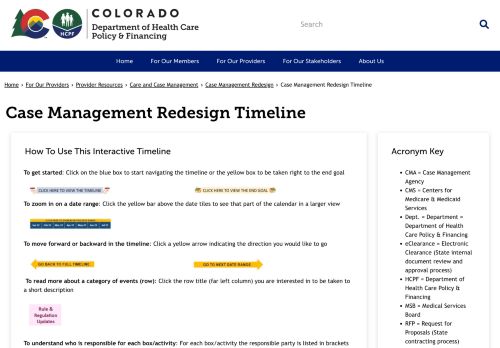 COLORADO
Department of Health Care
Policy & Financing
HCPF
Search
Home
For Our Members
For Our Providers
For Our Stakeholders
About Us
Home › For Our Providers › Provider Resources › Care and Case Management › Case Management Redesign › Case Management Redesign Timeline
Case Management Redesign Timeline
How To Use This Interactive Timeline
To get started: Click on the blue box to start navigating the timeline or the yellow box to be taken right to the end goal
CLICK HERE TO VIEW THE TIMELINE
CLICK HERE TO VIEW THE END GOAL
To zoom in on a date range: Click the yellow bar above the date tiles to see that part of the calendar in a larger view
To move forward or backward in the timeline: Click a yellow arrow indicating the direction you would like to go
GO BACK TO FULL TIMELINE
GO TO NEXT DATE RANGE
To read more about a category of events (row): Click the row title (far left column) you are interested in to be taken to
a short description
Rule &
Regulation
Updates
To understand who is responsible for each box/activity: For each box/activity the responsible party is listed in brackets
Acronym Key
• CMA = Case Management
Agency
• CMS = Centers for
Medicare & Medicaid
Services
• Dept. = Department =
Department of Health
Care Policy & Financing
• eClearance = Electronic
Clearance (State internal
document review and
approval process)
• HCPF = Department of
Health Care Policy &
Financing
• MSB = Medical Services
Board
• RFP = Request for
Proposals (State
contracting process)